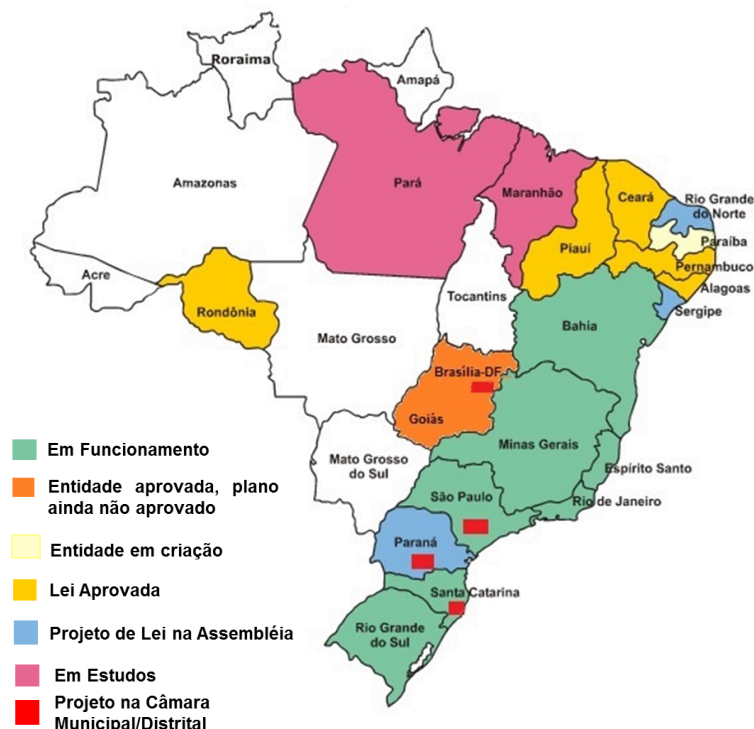 Roraima
Amapá
Amazonas
Pará
Maranhão
Ceará
Rio Grande
do Norte
Paraíba
Piauí
Pernambuco
Acre
Alagoas
Tocantins
Rondônia
Sergipe
Bahia
Mato Grosso
Brasília-DF
Goiás
Minas Gerais
Mato Grosso
do Sul
Espírito Santo
São Paulo
Rio de Janeiro
Paraná
Santa Catarina
Rio Grande
do Sul
Em Funcionamento
Entidade aprovada, plano
ainda não aprovado
Entidade em criação
Lei Aprovada
Projeto de Lei na Assembléia
Em Estudos
Projeto na Câmara
Municipal/Distrital